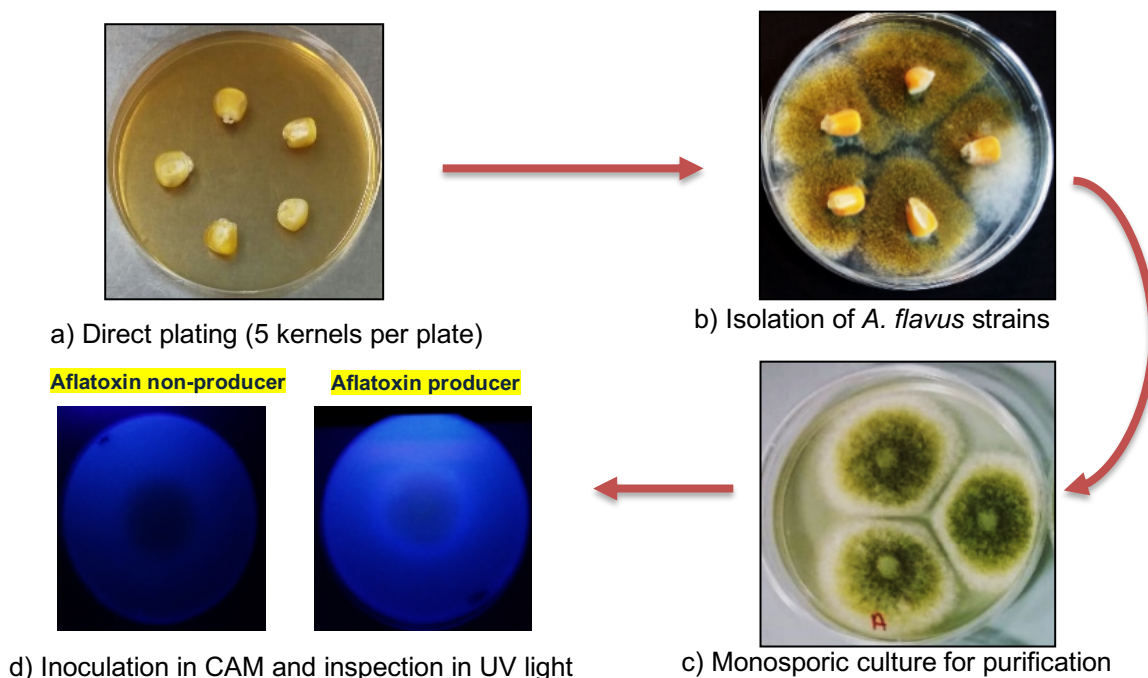 a) Direct plating (5 kernels per plate)
b) Isolation of A. flavus strains
Aflatoxin non-producer
Aflatoxin producer
A
d) Inoculation in CAM and inspection in UV light
c) Monosporic culture for purification